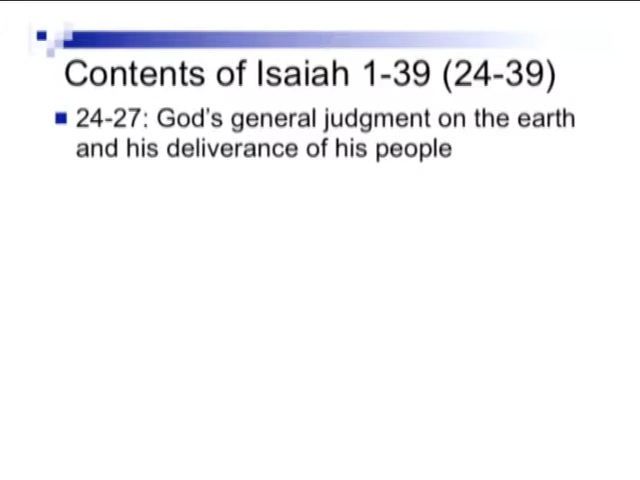 Contents of Isaiah 1-39 (24-39)
24-27: God's general judgment on the earth
and his deliverance of his people